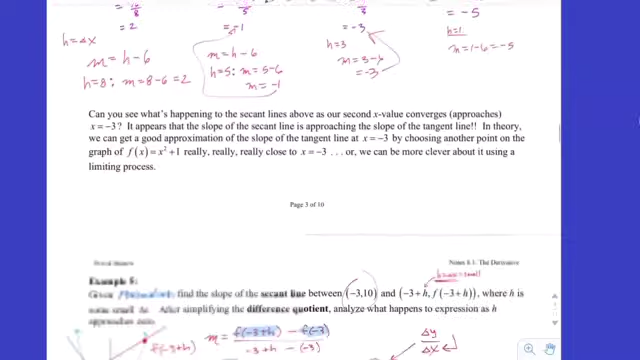 = 2
h = Δx
m = h - 6
h = 8: m = 8 - 6 = 2
= -1
m = h - 6
h = 5: m = 5 - 6
m = -1
= -3
h = 3
m = 3 - 6
= -3
= -5
h = 1:
m = 1 - 6 = -5
Can you see what's happening to the secant lines above as our second x-value converges (approaches)
x = -3? It appears that the slope of the secant line is approaching the slope of the tangent line!! In theory,
we can get a good approximation of the slope of the tangent line at x = -3 by choosing another point on the
graph of f(x) = x² + 1 really, really, really close to x = -3 . . . or, we can be more clever about it using a
limiting process.
Page 3 of 10
Notes 8.1: The Derivative
Example 8:
Given find the slope of the secant line between (-3,10) and (-3 + h, f(-3 + h)), where h is
some small Δx. After simplifying the difference quotient, analyze what happens to expression as h
approaches zero.
f(-3+h)
m = f(-3+h) - f(-3)
-3 + h - (-3)
Δy
Δx